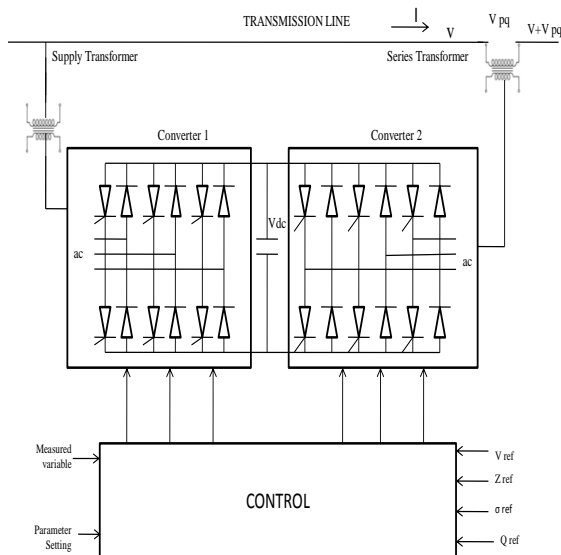 TRANSMISSION LINE
I
V
V pq
V+V pq
Supply Transformer
Series Transformer
Converter 1
Converter 2
Vdc
ac
ac
Measured
variable
Parameter
Setting
CONTROL
V ref
Z ref
σ ref
Q ref